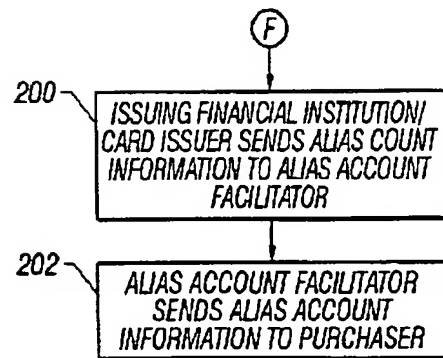 F
200
ISSUING FINANCIAL INSTITUTION/
CARD ISSUER SENDS ALIAS COUNT
INFORMATION TO ALIAS ACCOUNT
FACILITATOR
202
ALIAS ACCOUNT FACILITATOR
SENDS ALIAS ACCOUNT
INFORMATION TO PURCHASER